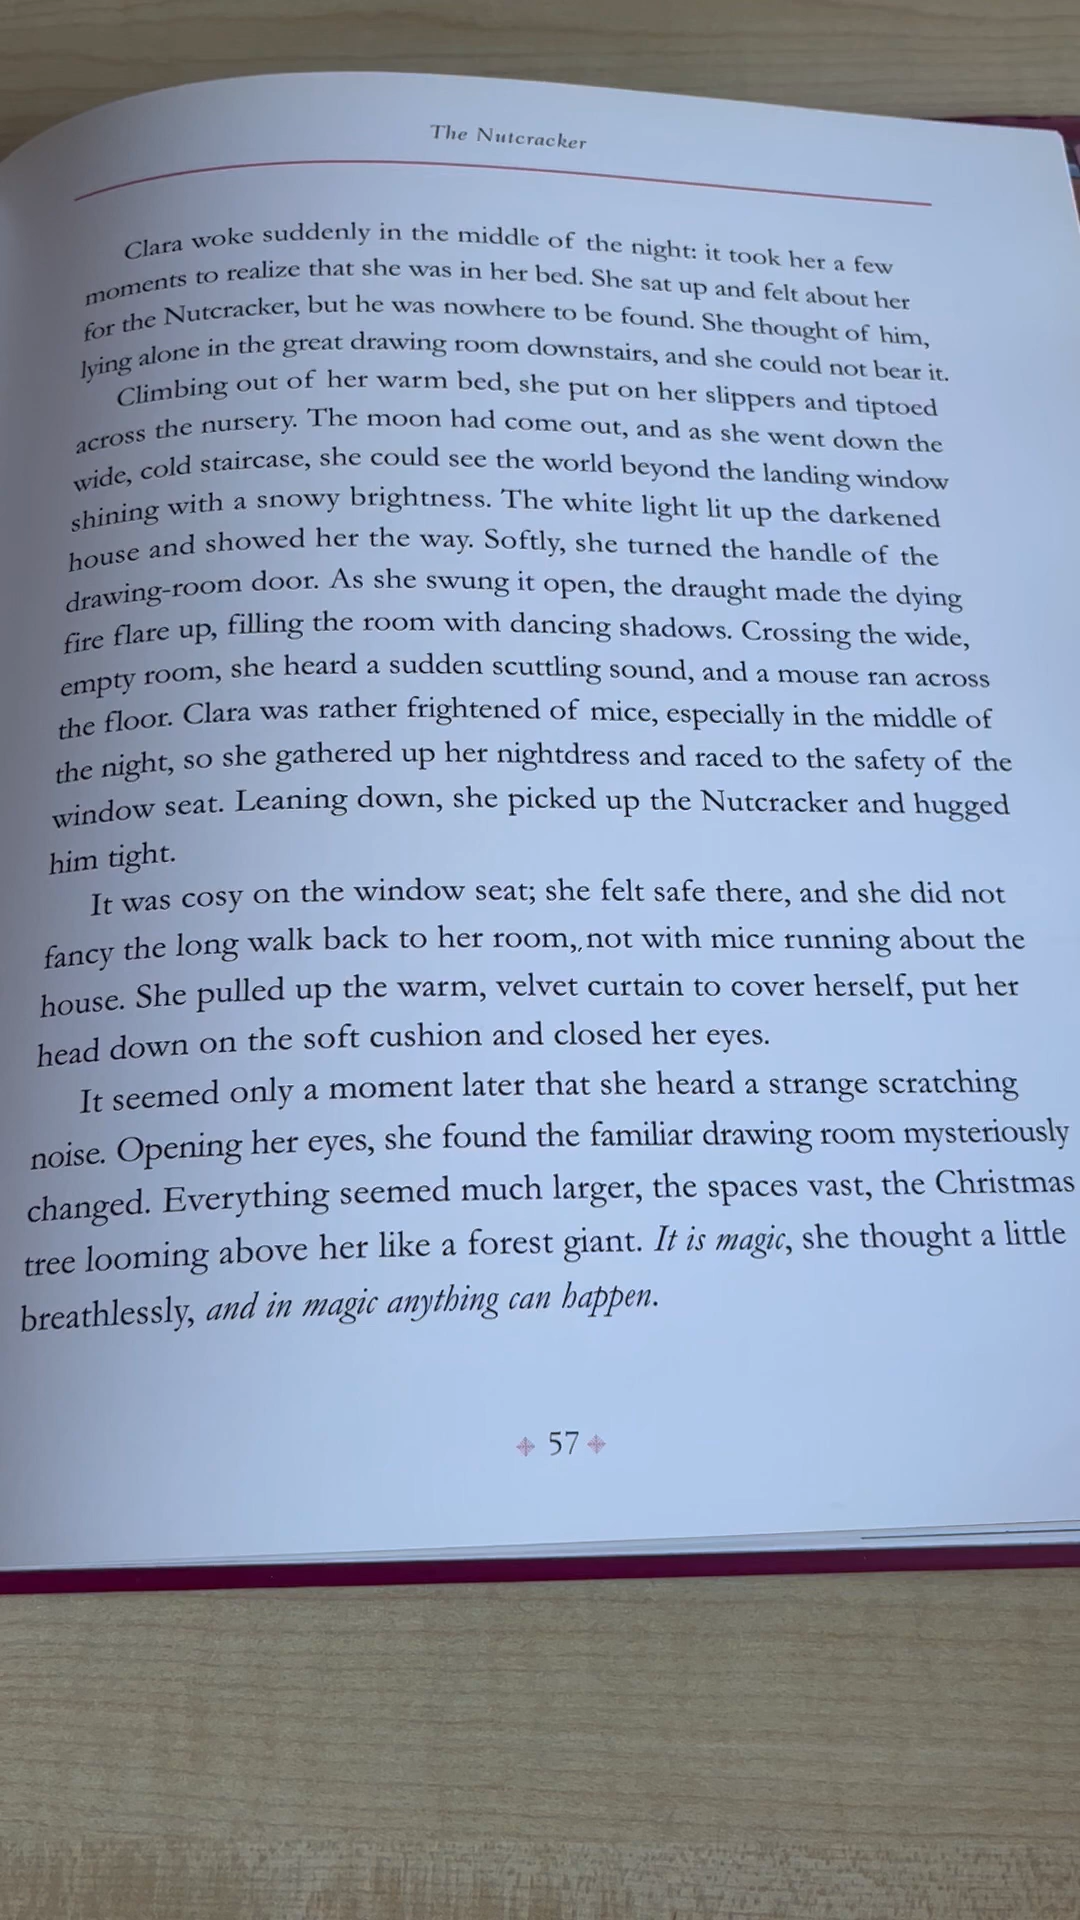 The Nutcracker
Clara woke suddenly in the middle of the night: it took her a few
moments to realize that she was in her bed. She sat up and felt about her
for the Nutcracker, but he was nowhere to be found. She thought of him,
lying alone in the great drawing room downstairs, and she could not bear it.
Climbing out of her warm bed, she put on her slippers and tiptoed
across the nursery. The moon had come out, and as she went down the
wide, cold staircase, she could see the world beyond the landing window
shining with a snowy brightness. The white light lit up the darkened
house and showed her the way. Softly, she turned the handle of the
drawing-room door. As she swung it open, the draught made the dying
fire flare up, filling the room with dancing shadows. Crossing the wide,
empty room, she heard a sudden scuttling sound, and a mouse ran across
the floor. Clara was rather frightened of mice, especially in the middle of
the night, so she gathered up her nightdress and raced to the safety of the
window seat. Leaning down, she picked up the Nutcracker and hugged
him tight.
It was cosy on the window seat; she felt safe there, and she did not
fancy the long walk back to her room, not with mice running about the
house. She pulled up the warm, velvet curtain to cover herself, put her
head down on the soft cushion and closed her eyes.
It seemed only a moment later that she heard a strange scratching
noise. Opening her eyes, she found the familiar drawing room mysteriously
changed. Everything seemed much larger, the spaces vast, the Christmas
tree looming above her like a forest giant. It is magic, she thought a little
breathlessly, and in magic anything can happen.
57